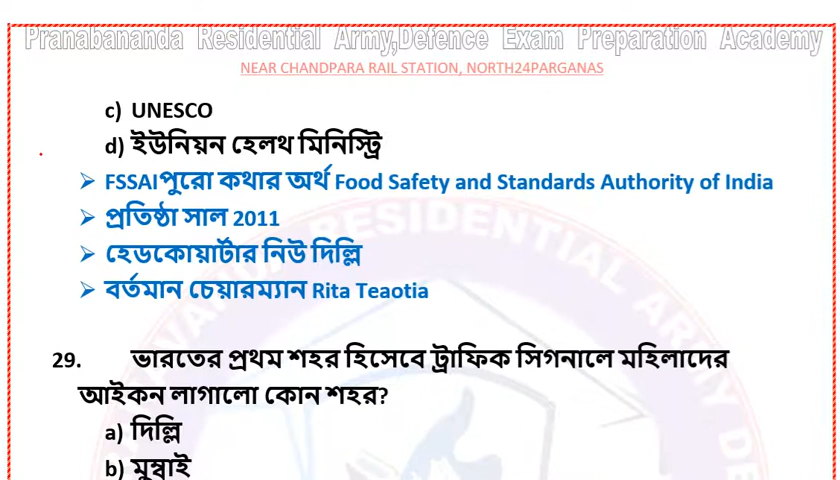 Pranabananda Residential Army,Defence Exam Preparation Academy
NEAR CHANDPARA RAIL STATION, NORTH24PARGANAS
c) UNESCO
d) ইউনিয়ন হেলথ মিনিস্ট্রি
➢ FSSAIপুরো কথার অর্থ Food Safety and Standards Authority of India
➢ প্রতিষ্ঠা সাল 2011
➢ হেডকোয়ার্টার নিউ দিল্লি
➢ বর্তমান চেয়ারম্যান Rita Teaotia
29. ভারতের প্রথম শহর হিসেবে ট্রাফিক সিগনালে মহিলাদের
আইকন লাগালো কোন শহর?
a) দিল্লি
b) মুম্বাই